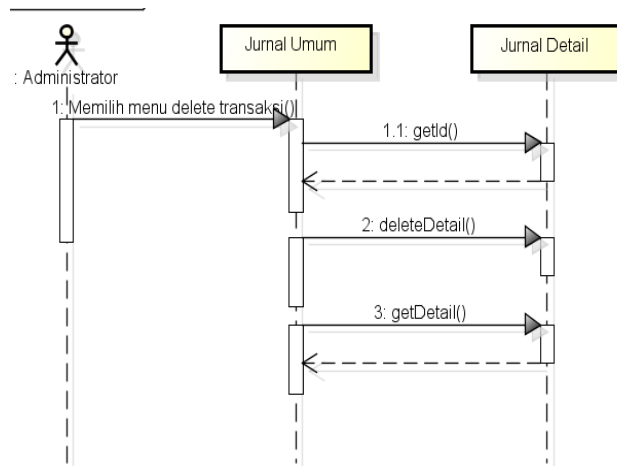 Jurnal Umum
Jurnal Detail
: Administrator
1: Memilih menu delete transaksi()
1.1: getId()
2: deleteDetail()
3: getDetail()